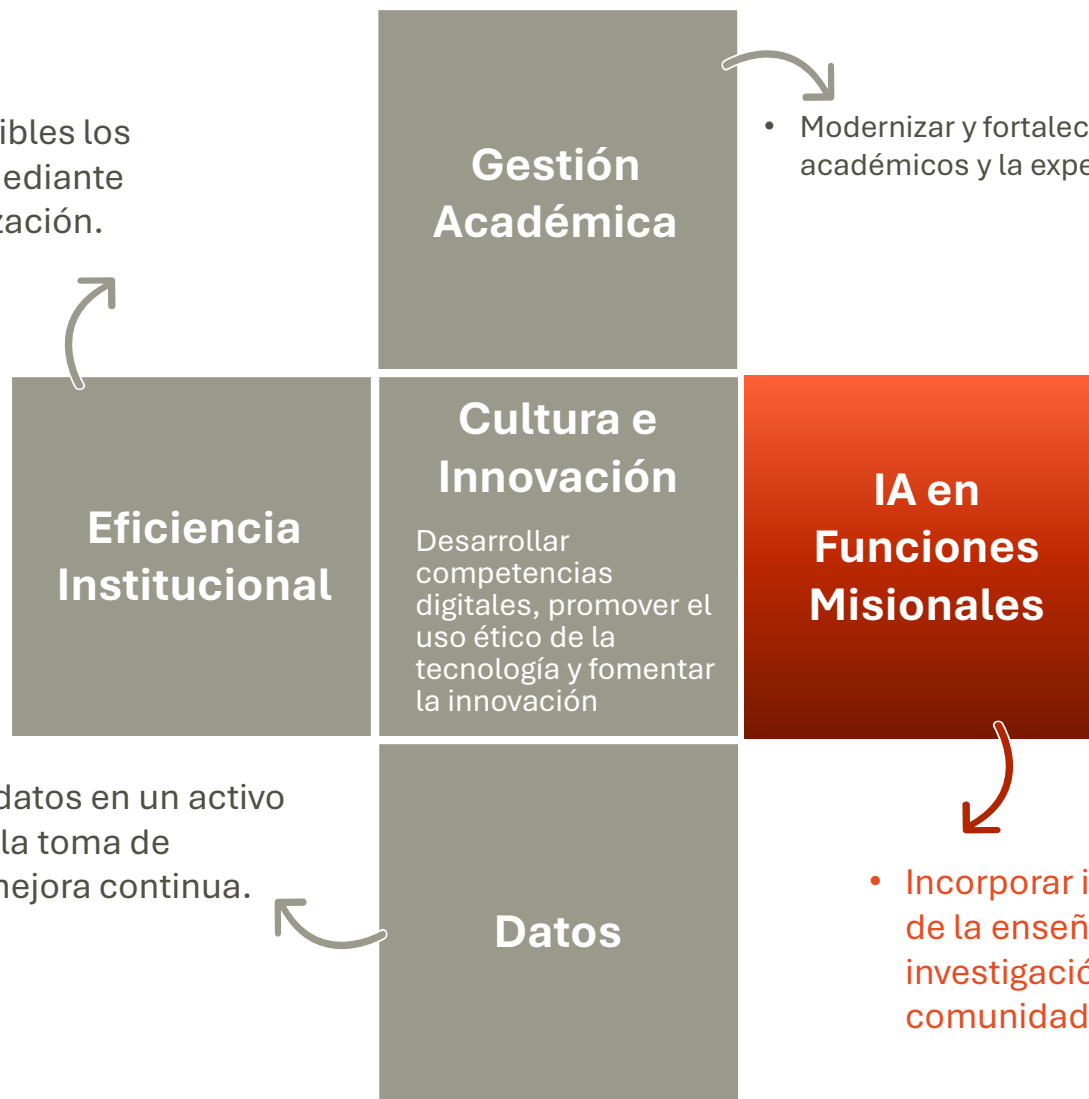 Gestión
Académica
• Modernizar y fortalec
académicos y la expe
ibles los
nediante
zación.
Eficiencia
Institucional
Cultura e
Innovación
Desarrollar
competencias
digitales, promover el
uso ético de la
tecnología y fomentar
la innovación
IA en
Funciones
Misionales
datos en un activo
la toma de
mejora continua.
Datos
• Incorporar i
de la enseñ
investigació
comunidad